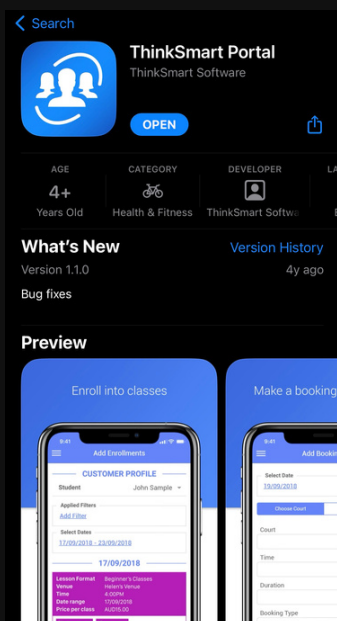 Search
ThinkSmart Portal
ThinkSmart Software
OPEN
AGE
CATEGORY
DEVELOPER
4+
Years Old
Health & Fitness
ThinkSmart Softwa
What's New
Version History
Version 1.1.0
4y ago
Bug fixes
Preview
Enroll into classes
Make a booking
9:41
Add Enrollments
CUSTOMER PROFILE
Student
John Sample
Applied Filters
Add Filter
Select Dates
17/09/2018 - 23/09/2018
17/09/2018
Lesson Format Beginner's Classes
Venue Helen's Venue
Time 4:00PM
Date range 17/09/2018
Price per class AUD15.00
9:41
Add Bookin
Select Date
19/09/2018
Choose Court
Court
Time
Duration
Booking Type